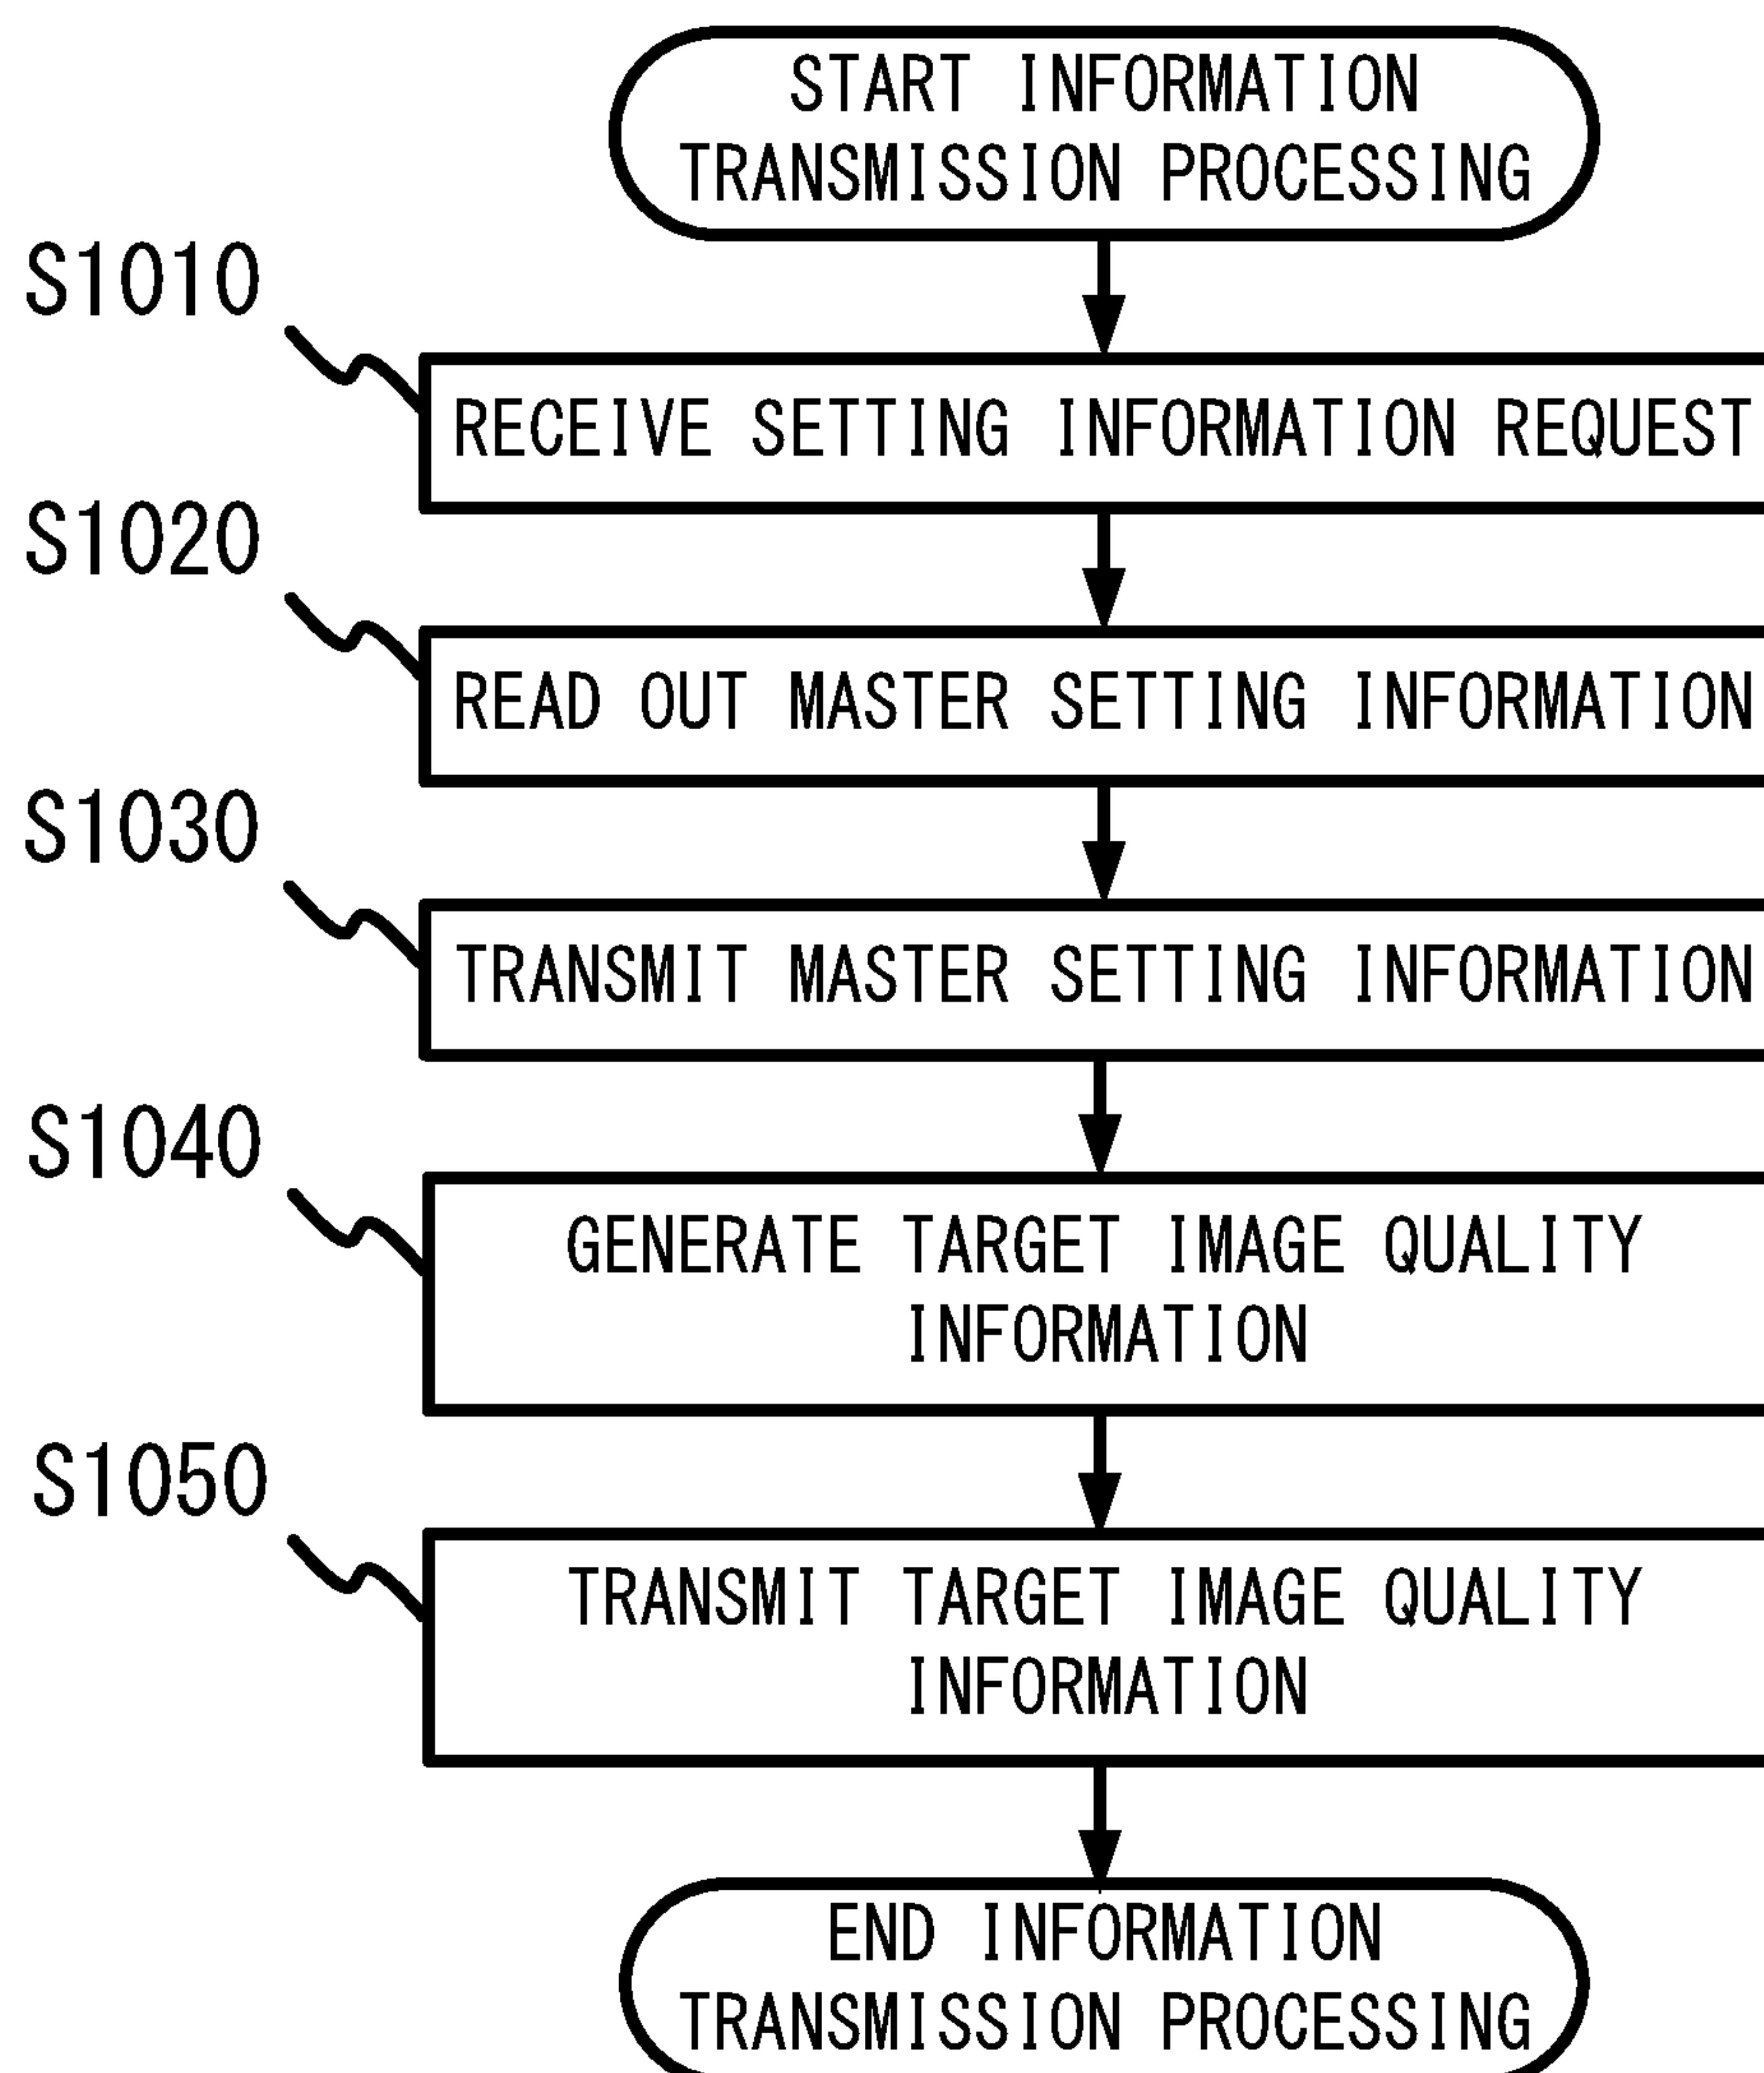 START INFORMATION
TRANSMISSION PROCESSING
S1010
RECEIVE SETTING INFORMATION REQUEST
S1020
READ OUT MASTER SETTING INFORMATION
S1030
TRANSMIT MASTER SETTING INFORMATION
S1040
GENERATE TARGET IMAGE QUALITY
INFORMATION
S1050
TRANSMIT TARGET IMAGE QUALITY
INFORMATION
END INFORMATION
TRANSMISSION PROCESSING